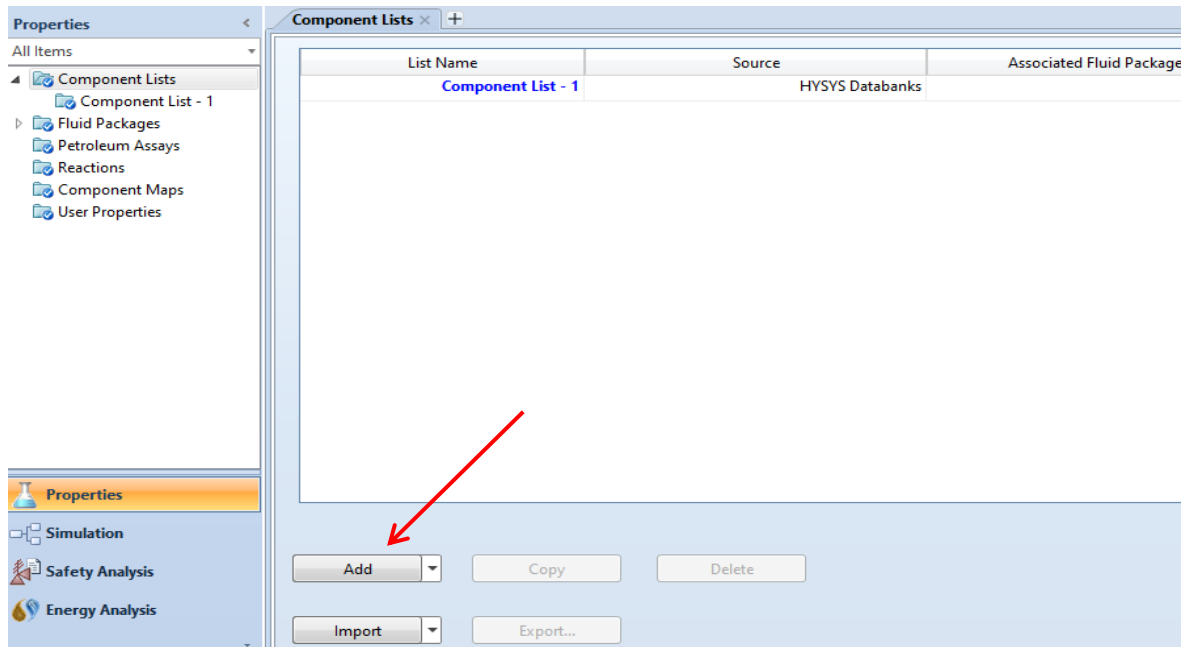 Properties <
All Items
Component Lists
Component List - 1
Fluid Packages
Petroleum Assays
Reactions
Component Maps
User Properties
Properties
Simulation
Safety Analysis
Energy Analysis
Component Lists × +
List Name Source Associated Fluid Package
Component List - 1 HYSYS Databanks
Add Copy Delete
Import Export...